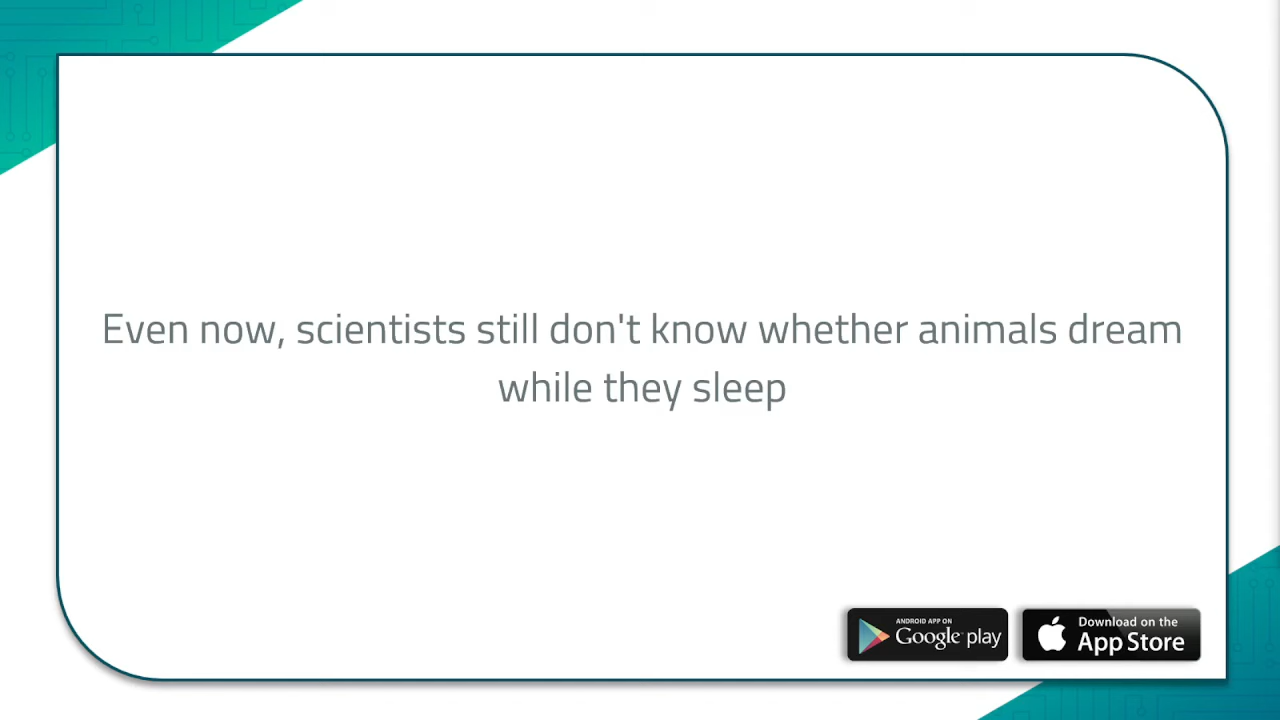 Even now, scientists still don't know whether animals dream
while they sleep
ANDROID APP ON
Google play
Download on the
App Store